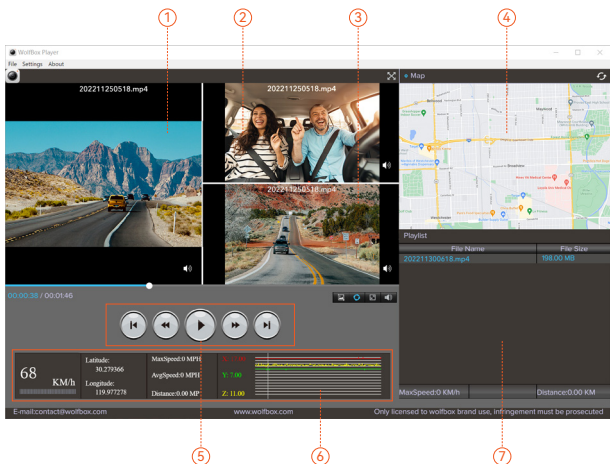 1 2 3 4
Wolfbox Player
File Settings About
Map
202211250518.mp4
202211250518.mp4
202211250518.mp4
Playlist
File Name File Size
202211300618.mp4 198.00 MB
00:00:38 / 00:01:46
68 KM/h
Latitude:
30.279366
Longitude:
119.977278
MaxSpeed:0 MPH
AvgSpeed:0 MPH
Distance:0.00 MP
Y: 7.00
Z: 11.00
MaxSpeed:0 KM/h Distance:0.00 KM
E-mail:contact@wolfbox.com www.wolfbox.com Only licensed to wolfbox brand use, infringement must be prosecuted
5 6 7